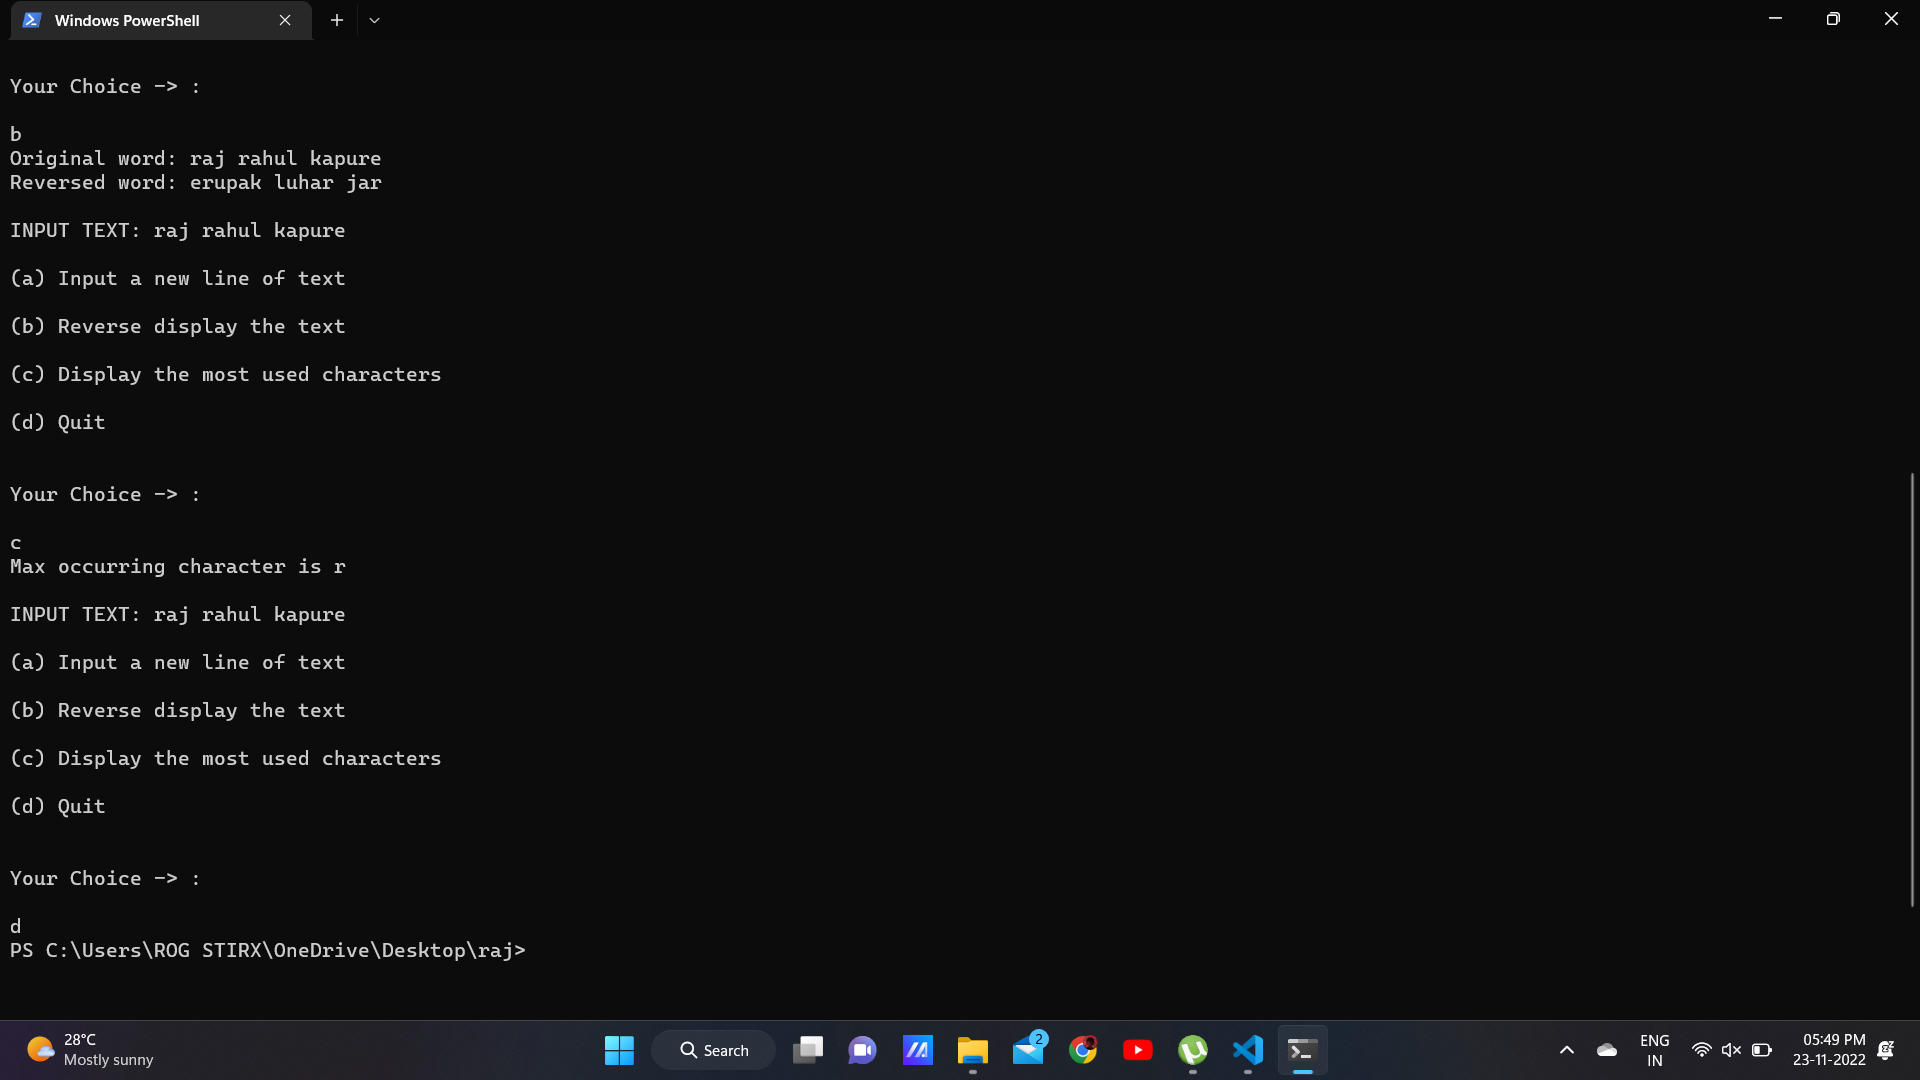 Windows PowerShell
Your Choice -> :
b
Original word: raj rahul kapure
Reversed word: erupak luhar jar
INPUT TEXT: raj rahul kapure
(a) Input a new line of text
(b) Reverse display the text
(c) Display the most used characters
(d) Quit
Your Choice -> :
c
Max occurring character is r
INPUT TEXT: raj rahul kapure
(a) Input a new line of text
(b) Reverse display the text
(c) Display the most used characters
(d) Quit
Your Choice -> :
d
PS C:\Users\ROG STIRX\OneDrive\Desktop\raj>
28°C
Mostly sunny
Search
2
ENG
IN
05:49 PM
23-11-2022